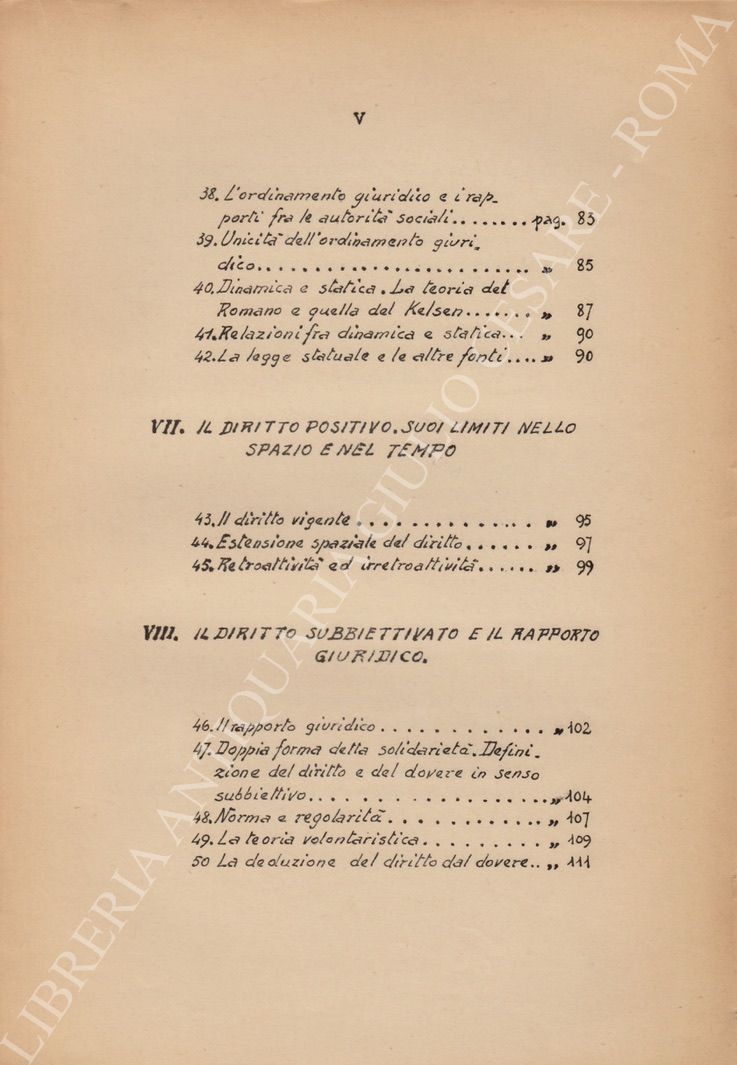 V
38. L'ordinamento giuridico e i rap-
porti fra le autorità sociali........ pag. 83
39. Unicità dell'ordinamento giuri-
dico......................... „ 85
40. Dinamica e statica. La teoria del
Romano e quella del Kelsen....... „ 87
41. Relazioni fra dinamica e statica... „ 90
42. La legge statuale e le altre fonti.... „ 90
VII. IL DIRITTO POSITIVO. SUOI LIMITI NELLO
SPAZIO E NEL TEMPO
43. Il diritto vigente .............. „ 95
44. Estensione spaziale del diritto....... „ 97
45. Retroattività ed irretroattività...... „ 99
VIII. IL DIRITTO SUBBIETTIVATO E IL RAPPORTO
GIURIDICO.
46. Il rapporto giuridico ............ „ 102
47. Doppia forma della solidarietà. Defini-
zione del diritto e del dovere in senso
subbiettivo................. „ 104
48. Norma e regolarità ............ „ 107
49. La teoria volontaristica.......... „ 109
50 La deduzione del diritto dal dovere.. „ 111
LIBRERIA ANTIQUARIA GIULIO CESARE - ROMA